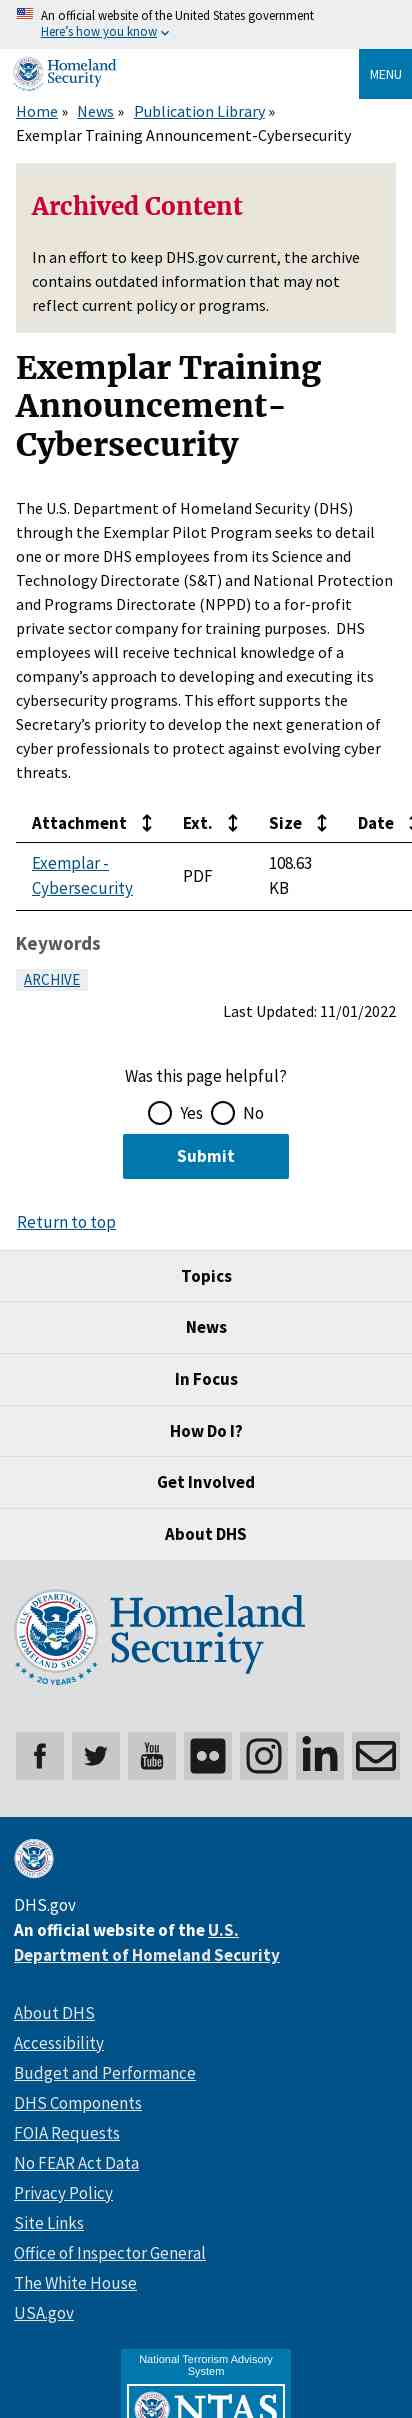 An official website of the United States government
Here's how you know
Homeland
Security
MENU
Home » News » Publication Library »
Exemplar Training Announcement-Cybersecurity
Archived Content
In an effort to keep DHS.gov current, the archive
contains outdated information that may not
reflect current policy or programs.
Exemplar Training
Announcement-
Cybersecurity
The U.S. Department of Homeland Security (DHS)
through the Exemplar Pilot Program seeks to detail
one or more DHS employees from its Science and
Technology Directorate (S&T) and National Protection
and Programs Directorate (NPPD) to a for-profit
private sector company for training purposes.  DHS
employees will receive technical knowledge of a
company's approach to developing and executing its
cybersecurity programs. This effort supports the
Secretary's priority to develop the next generation of
cyber professionals to protect against evolving cyber
threats.
Attachment Ext. Size Date
Exemplar - PDF 108.63
Cybersecurity KB
Keywords
ARCHIVE
Last Updated: 11/01/2022
Was this page helpful?
Yes No
Submit
Return to top
Topics
News
In Focus
How Do I?
Get Involved
About DHS
U.S. DEPARTMENT OF
HOMELAND SECURITY
20 YEARS
Homeland
Security
You
Tube
DHS.gov
An official website of the U.S.
Department of Homeland Security
About DHS
Accessibility
Budget and Performance
DHS Components
FOIA Requests
No FEAR Act Data
Privacy Policy
Site Links
Office of Inspector General
The White House
USA.gov
National Terrorism Advisory
System
NTAS